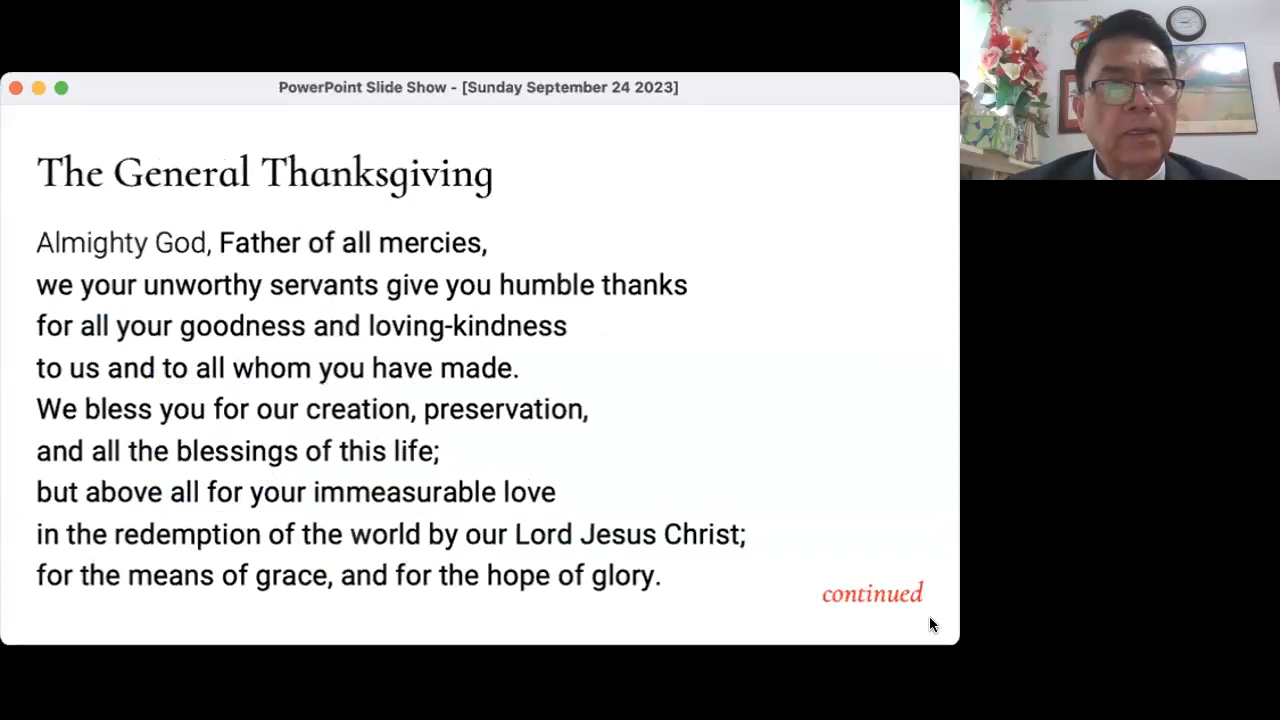 PowerPoint Slide Show - [Sunday September 24 2023]
The General Thanksgiving
Almighty God, Father of all mercies,
we your unworthy servants give you humble thanks
for all your goodness and loving-kindness
to us and to all whom you have made.
We bless you for our creation, preservation,
and all the blessings of this life;
but above all for your immeasurable love
in the redemption of the world by our Lord Jesus Christ;
for the means of grace, and for the hope of glory.
continued